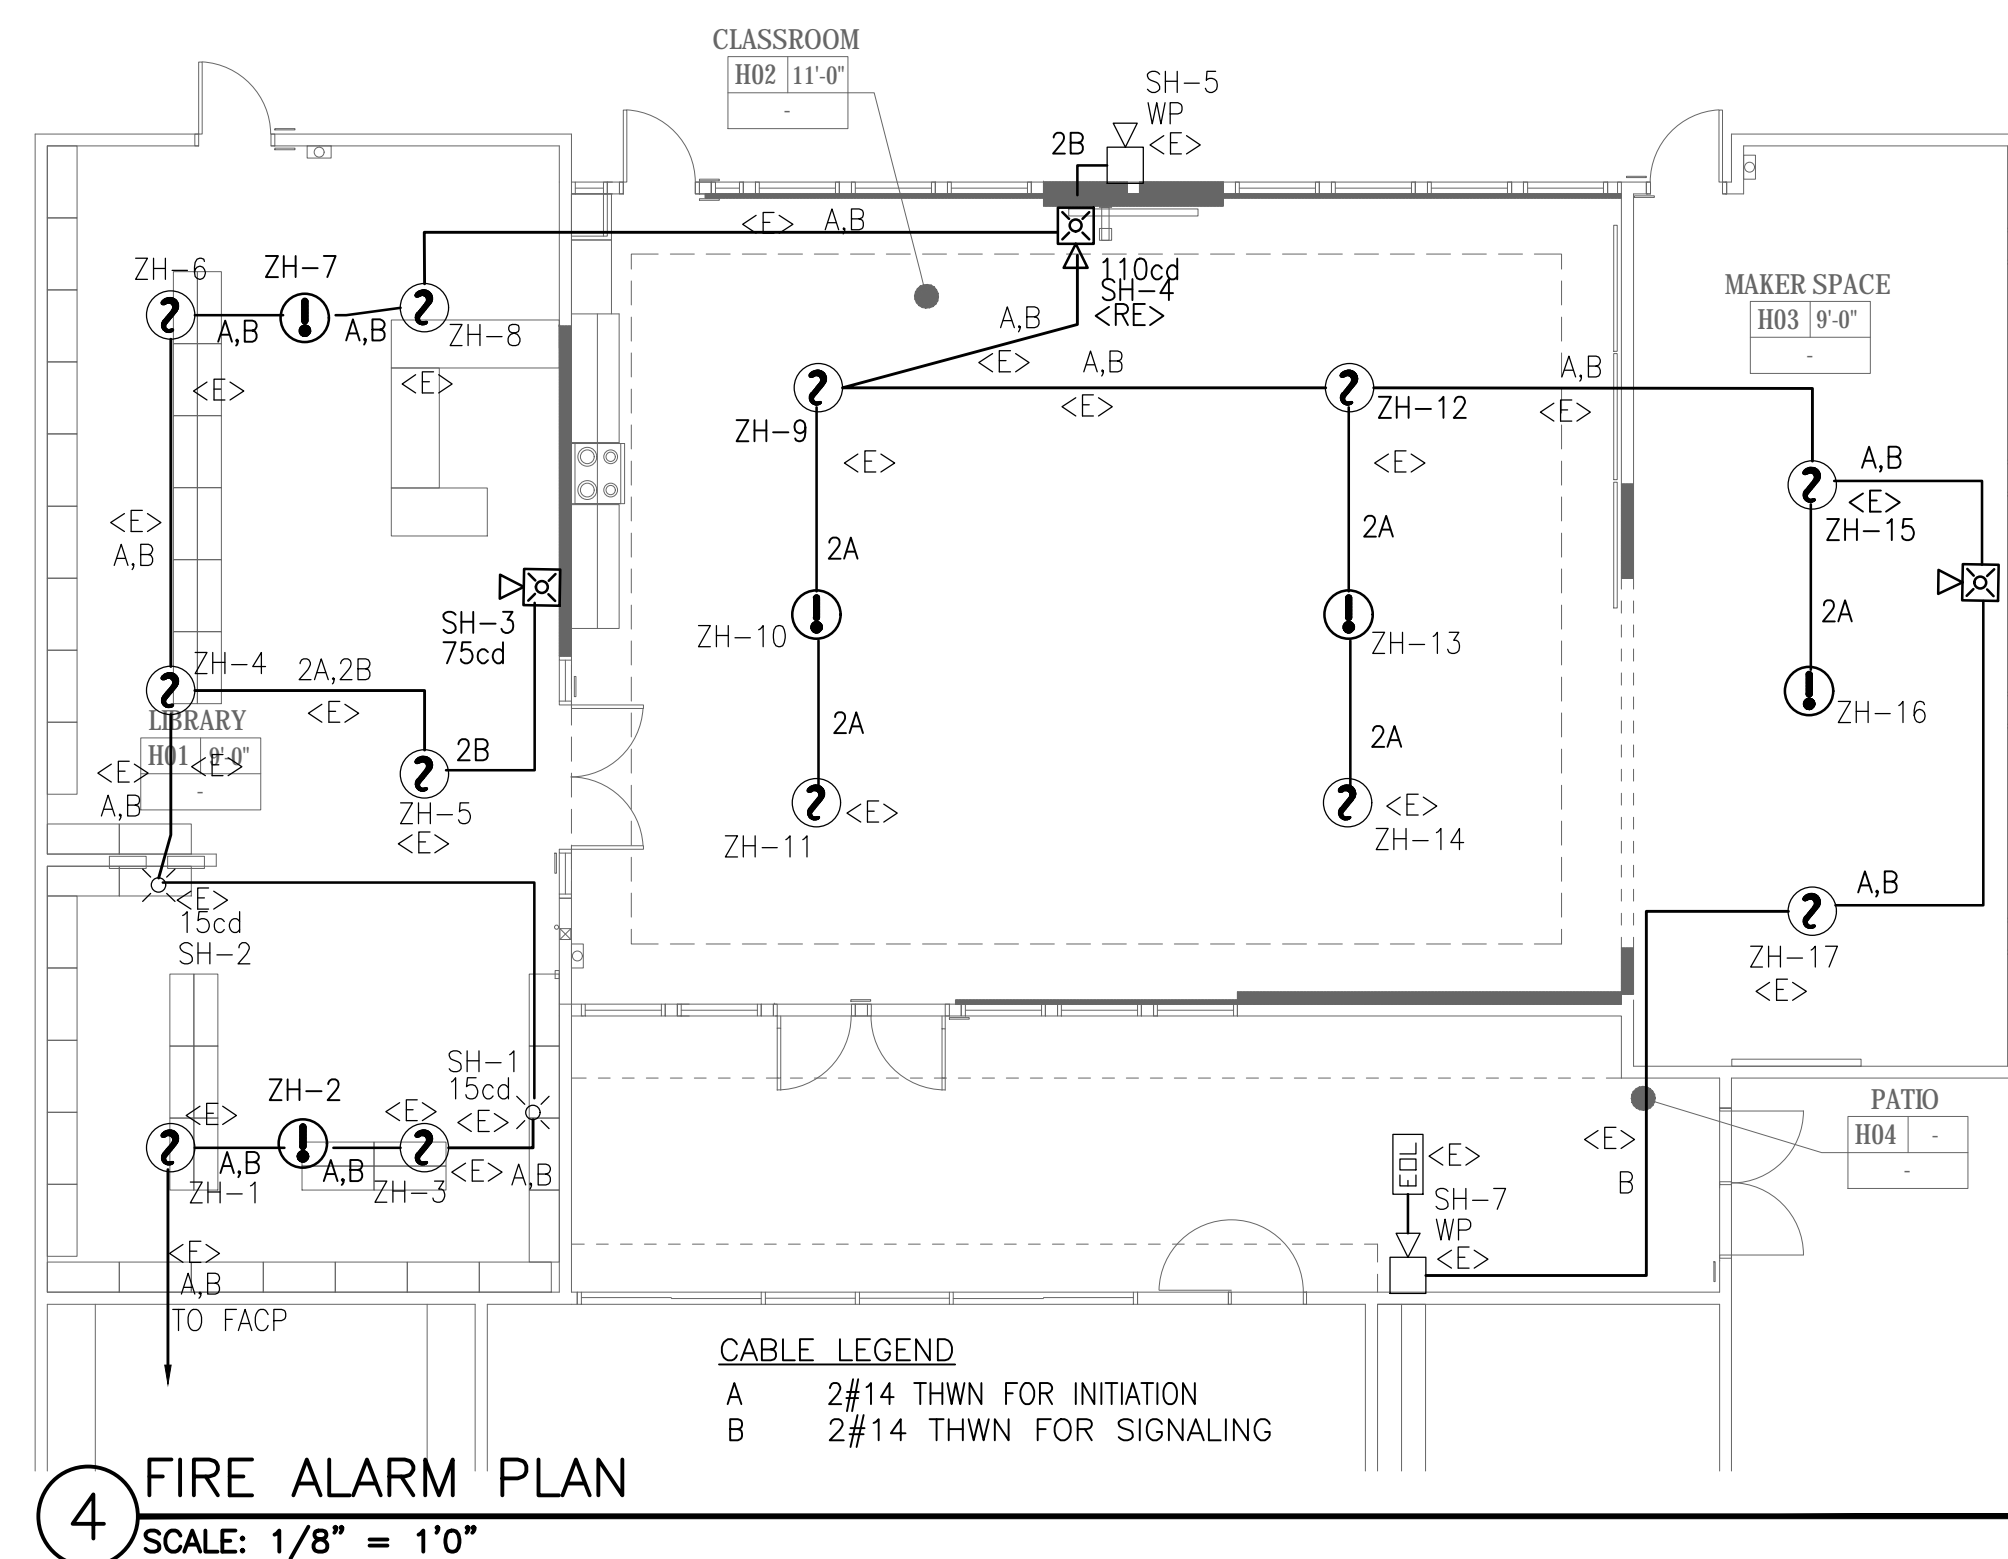 CLASSROOM
H02 11'-0"
-
SH-5
WP
<E>
2B
<E> A,B
110cd
SH-4
<RE>
A,B
<E>
ZH-6
ZH-7
A,B
A,B
ZH-8
<E>
<E>
MAKER SPACE
H03 9'-0"
-
A,B
<E>
A,B
<E>
ZH-9
<E>
ZH-12
<E>
A,B
<E>
ZH-15
<E>
A,B
2A
2A
2A
SH-3
75cd
ZH-10
ZH-13
ZH-16
ZH-4
2A,2B
<E>
LIBRARY
H01 9'-0"
-
<E>
<E>
A,B
2B
ZH-5
<E>
2A
2A
<E>
ZH-11
<E>
ZH-14
<E>
15cd
SH-2
A,B
ZH-17
<E>
SH-1
15cd
<E>
ZH-2
<E>
<E>
A,B
A,B
ZH-1
ZH-3
<E>
A,B
<E>
A,B
TO FACP
PATIO
H04 -
-
<E>
B
EOL
<E>
SH-7
WP
<E>
CABLE LEGEND
A 2#14 THWN FOR INITIATION
B 2#14 THWN FOR SIGNALING
4
FIRE ALARM PLAN
SCALE: 1/8" = 1'0"